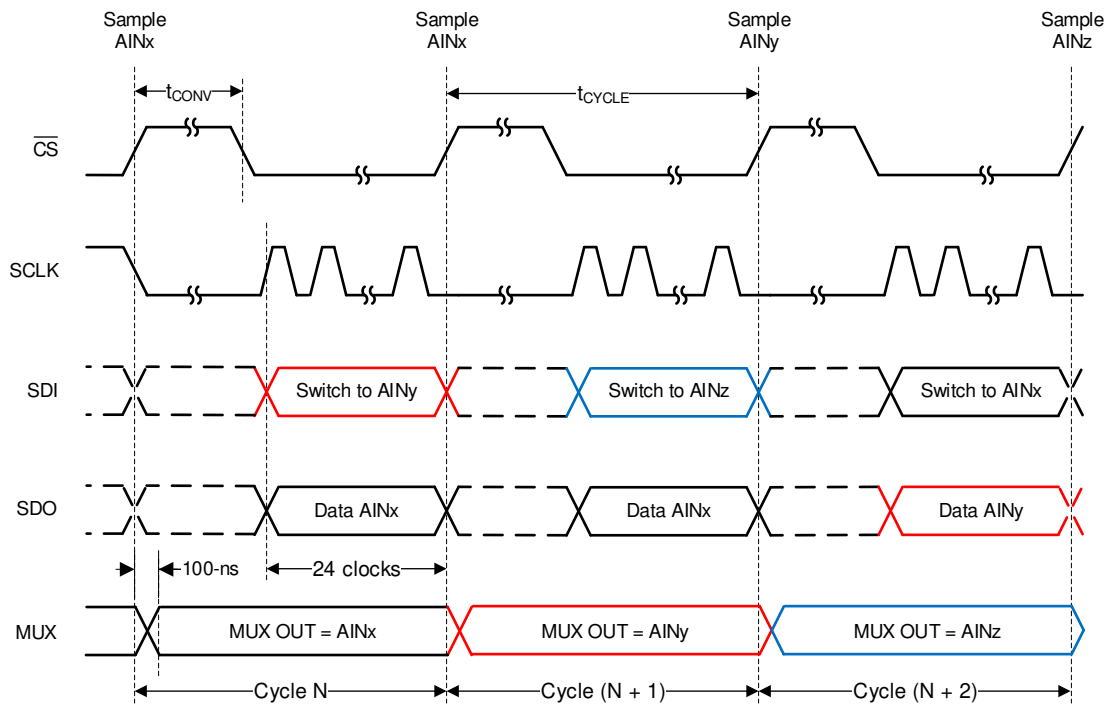 Sample AINx
Sample AINx
Sample AINy
Sample AINz
tCONV
tCYCLE
CS
SCLK
SDI
Switch to AINy
Switch to AINz
Switch to AINx
SDO
Data AINx
Data AINx
Data AINy
100-ns
24 clocks
MUX
MUX OUT = AINx
MUX OUT = AINy
MUX OUT = AINz
Cycle N
Cycle (N + 1)
Cycle (N + 2)